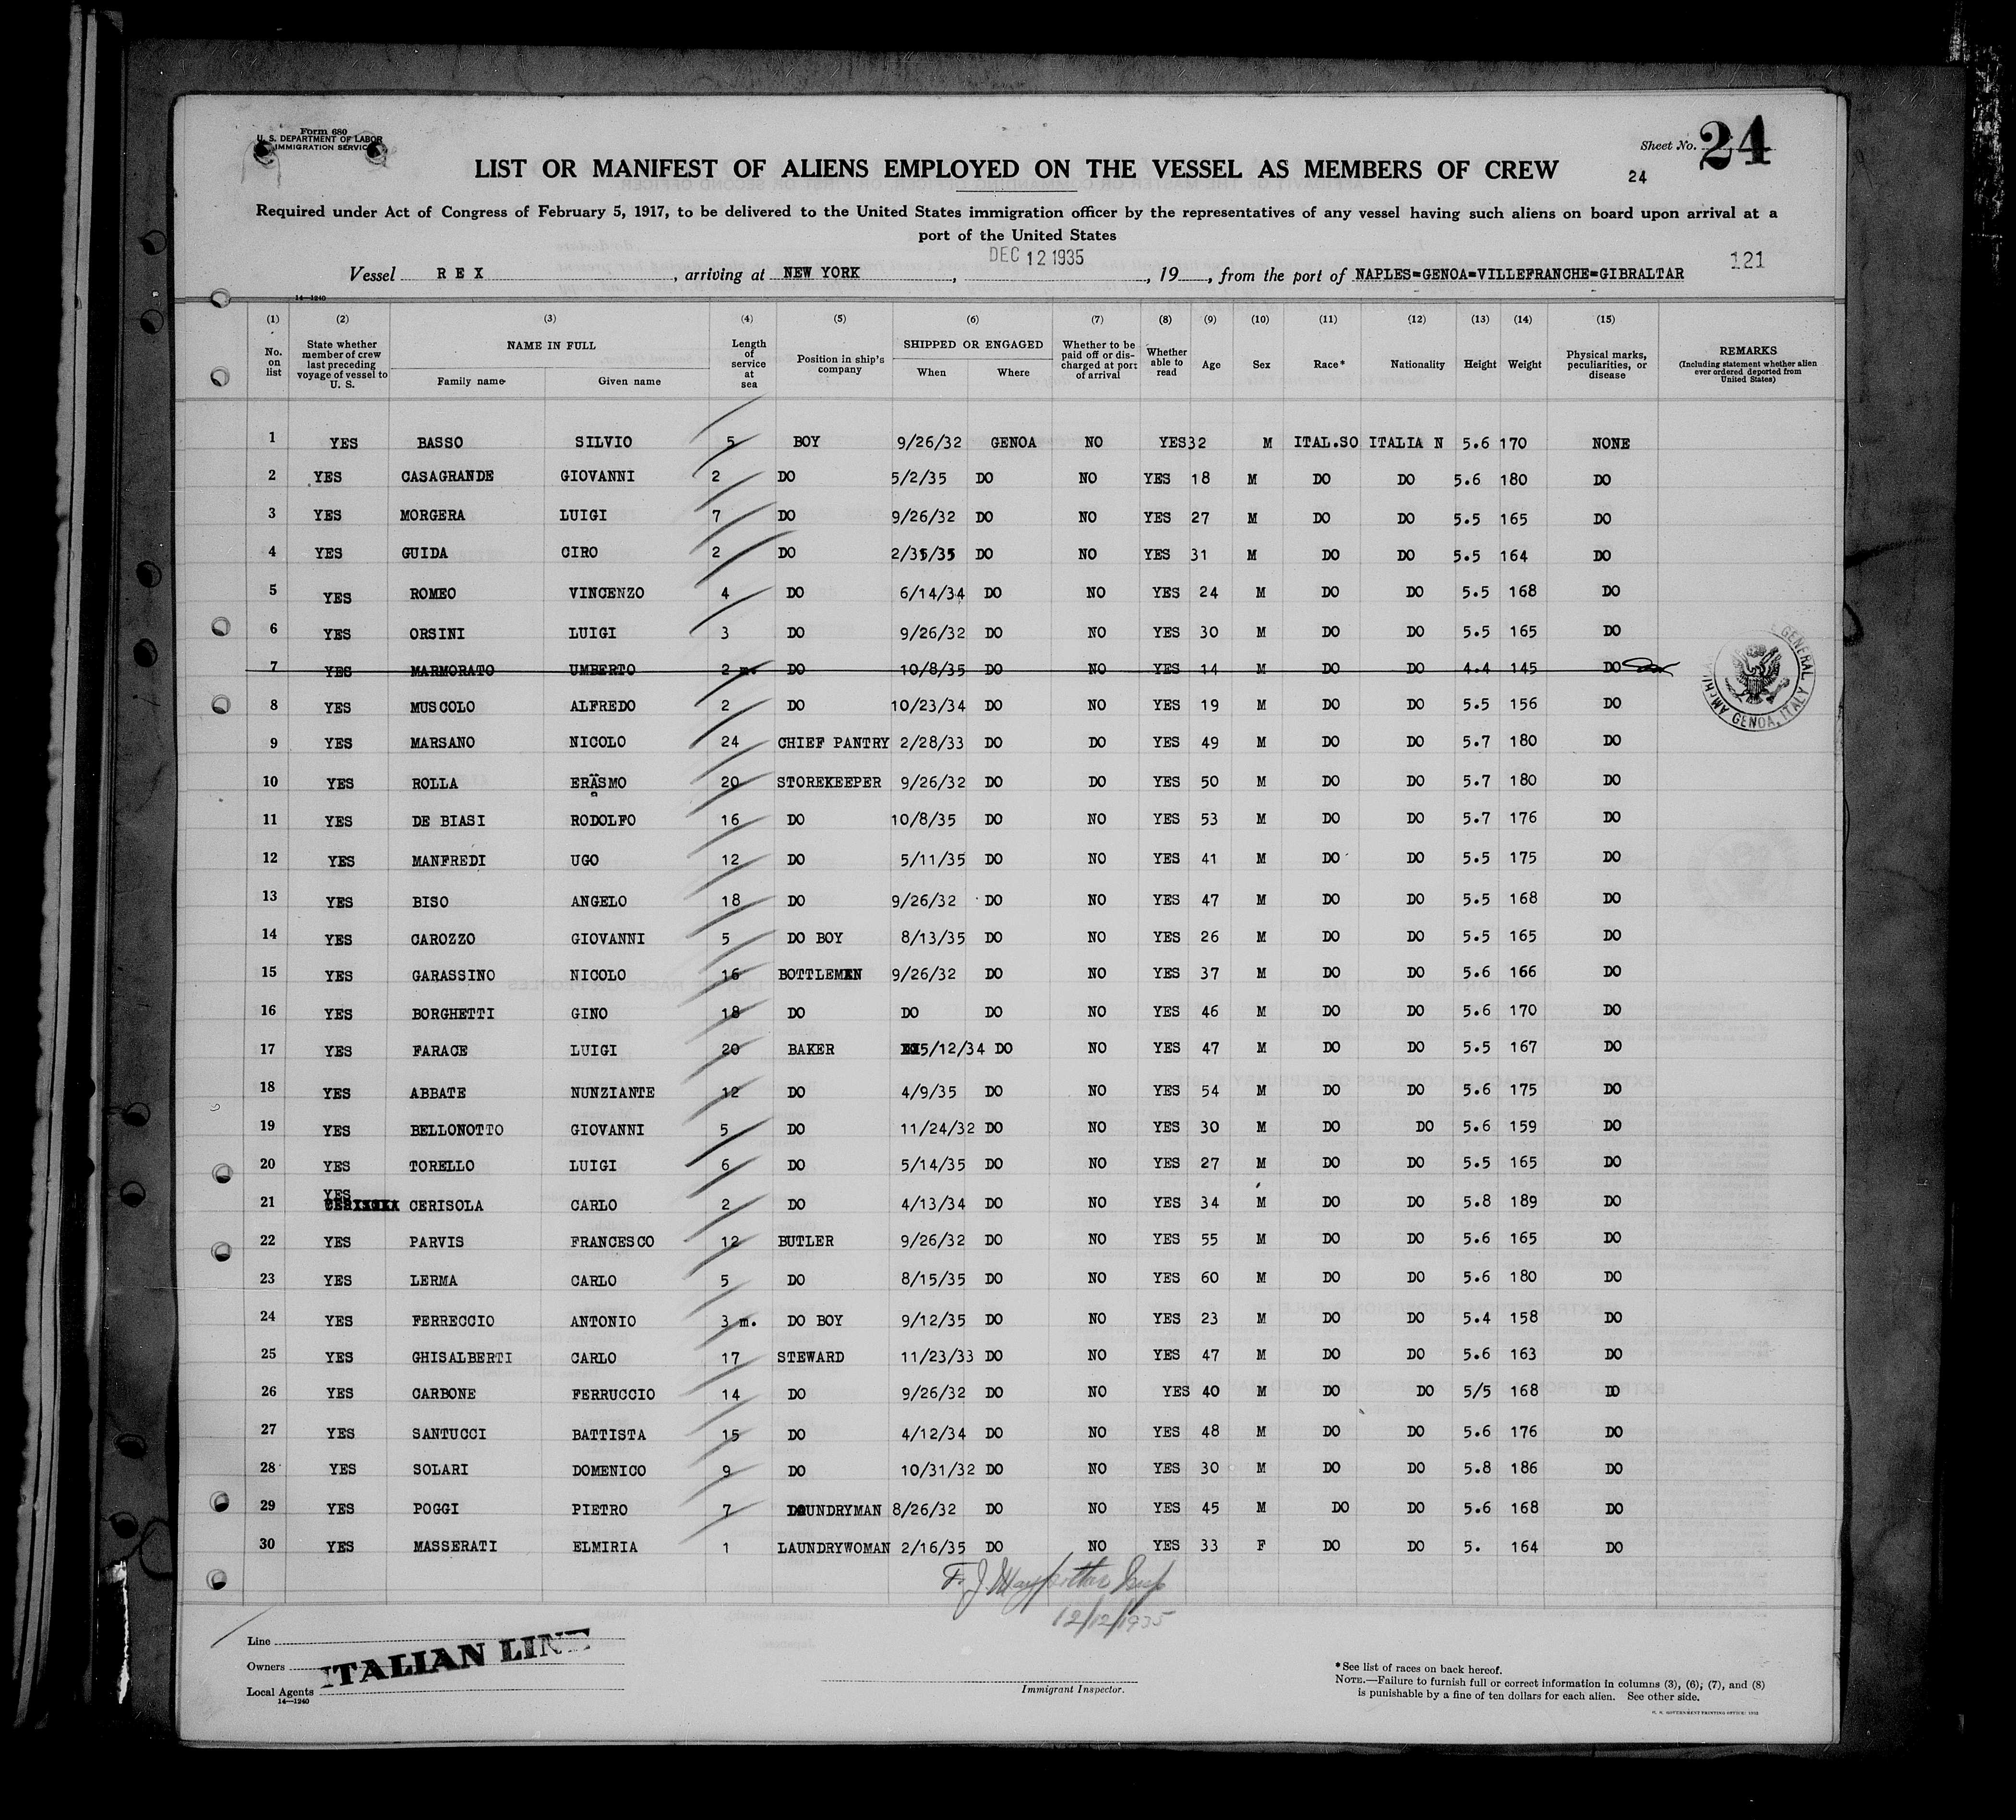 Form 680
U. S. DEPARTMENT OF LABOR
IMMIGRATION SERVICE
Sheet No. 24
LIST OR MANIFEST OF ALIENS EMPLOYED ON THE VESSEL AS MEMBERS OF CREW
24
Required under Act of Congress of February 5, 1917, to be delivered to the United States immigration officer by the representatives of any vessel having such aliens on board upon arrival at a
port of the United States
DEC 12 1935
121
Vessel REX, arriving at NEW YORK, , 19 , from the port of NAPLES=GENOA=VILLEFRANCHE=GIBRALTAR
14—1240
(1) (2) (3) (4) (5) (6) (7) (8) (9) (10) (11) (12) (13) (14) (15)
No. on list
State whether member of crew last preceding voyage of vessel to U. S.
NAME IN FULL
Family name
Given name
Length of service at sea
Position in ship's company
SHIPPED OR ENGAGED
When
Where
Whether to be paid off or discharged at port of arrival
Whether able to read
Age
Sex
Race*
Nationality
Height
Weight
Physical marks, peculiarities, or disease
REMARKS
(Including statement whether alien ever ordered deported from United States)
1 YES BASSO SILVIO 5 BOY 9/26/32 GENOA NO YES 32 M ITAL.SO ITALIA N 5.6 170 NONE
2 YES CASAGRANDE GIOVANNI 2 DO 5/2/35 DO NO YES 18 M DO DO 5.6 180 DO
3 YES MORGERA LUIGI 7 DO 9/26/32 DO NO YES 27 M DO DO 5.5 165 DO
4 YES GUIDA CIRO 2 DO 2/35/35 DO NO YES 31 M DO DO 5.5 164 DO
5 YES ROMEO VINCENZO 4 DO 6/14/34 DO NO YES 24 M DO DO 5.5 168 DO
6 YES ORSINI LUIGI 3 DO 9/26/32 DO NO YES 30 M DO DO 5.5 165 DO
7 YES MARMORATO UMBERTO 2 m. DO 10/8/35 DO NO YES 14 M DO DO 4.4 145 DO
8 YES MUSCOLO ALFREDO 2 DO 10/23/34 DO NO YES 19 M DO DO 5.5 156 DO
9 YES MARSANO NICOLO 24 CHIEF PANTRY 2/28/33 DO DO YES 49 M DO DO 5.7 180 DO
10 YES ROLLA ERASMO 20 STOREKEEPER 9/26/32 DO DO YES 50 M DO DO 5.7 180 DO
11 YES DE BIASI RODOLFO 16 DO 10/8/35 DO NO YES 53 M DO DO 5.7 176 DO
12 YES MANFREDI UGO 12 DO 5/11/35 DO NO YES 41 M DO DO 5.5 175 DO
13 YES BISO ANGELO 18 DO 9/26/32 DO NO YES 47 M DO DO 5.5 168 DO
14 YES CAROZZO GIOVANNI 5 DO BOY 8/13/35 DO NO YES 26 M DO DO 5.5 165 DO
15 YES GARASSINO NICOLO 16 BOTTLEMEN 9/26/32 DO NO YES 37 M DO DO 5.6 166 DO
16 YES BORGHETTI GINO 18 DO DO DO NO YES 46 M DO DO 5.6 170 DO
17 YES FARACE LUIGI 20 BAKER 5/12/34 DO NO YES 47 M DO DO 5.5 167 DO
18 YES ABBATE NUNZIANTE 12 DO 4/9/35 DO NO YES 54 M DO DO 5.6 175 DO
19 YES BELLONOTTO GIOVANNI 5 DO 11/24/32 DO NO YES 30 M DO DO 5.6 159 DO
20 YES TORELLO LUIGI 6 DO 5/14/35 DO NO YES 27 M DO DO 5.5 165 DO
21 YES CERISOLA CARLO 2 DO 4/13/34 DO NO YES 34 M DO DO 5.8 189 DO
22 YES PARVIS FRANCESCO 12 BUTLER 9/26/32 DO NO YES 55 M DO DO 5.6 165 DO
23 YES LERMA CARLO 5 DO 8/15/35 DO NO YES 60 M DO DO 5.6 180 DO
24 YES FERRECCIO ANTONIO 3 m. DO BOY 9/12/35 DO NO YES 23 M DO DO 5.4 158 DO
25 YES GHISALBERTI CARLO 17 STEWARD 11/23/33 DO NO YES 47 M DO DO 5.6 163 DO
26 YES CARBONE FERRUCCIO 14 DO 9/26/32 DO NO YES 40 M DO DO 5/5 168 DO
27 YES SANTUCCI BATTISTA 15 DO 4/12/34 DO NO YES 48 M DO DO 5.6 176 DO
28 YES SOLARI DOMENICO 9 DO 10/31/32 DO NO YES 30 M DO DO 5.8 186 DO
29 YES POGGI PIETRO 7 LAUNDRYMAN 8/26/32 DO NO YES 45 M DO DO 5.6 168 DO
30 YES MASSERATI ELMIRIA 1 LAUNDRYWOMAN 2/16/35 DO NO YES 33 F DO DO 5. 164 DO
GENERAL GENOA, ITALY
F. J.
12/12/1935
Line
Owners
ITALIAN LINE
Local Agents
14—1240
Immigrant Inspector.
*See list of races on back hereof.
NOTE.—Failure to furnish full or correct information in columns (3), (6), (7), and (8)
is punishable by a fine of ten dollars for each alien. See other side.
U. S. GOVERNMENT PRINTING OFFICE: